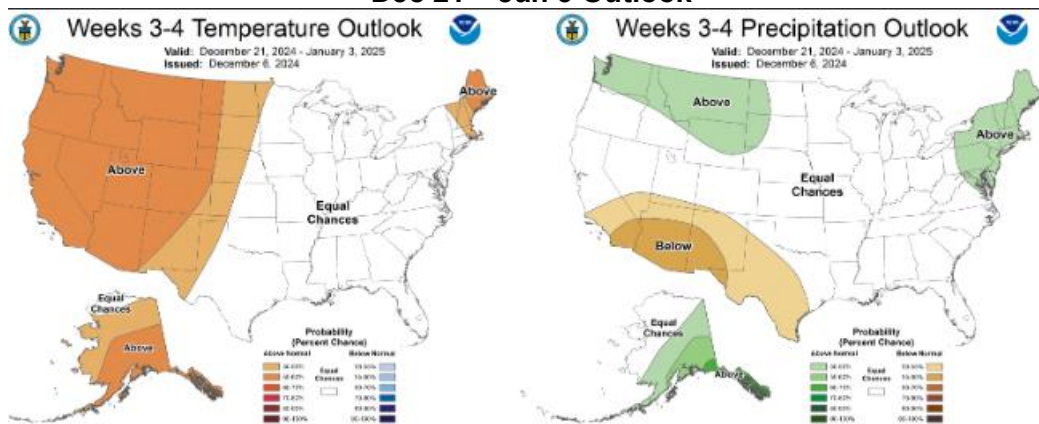 Weeks 3-4 Temperature Outlook
Valid: December 21, 2024 - January 3, 2025
Issued: December 6, 2024
Above
Above
Equal
Chances
Equal
Chances
Above
Probability
(Percent Chance)
Above Normal
Below Normal
Equal
Chances
Weeks 3-4 Precipitation Outlook
Valid: December 21, 2024 - January 3, 2025
Issued: December 6, 2024
Above
Above
Equal
Chances
Below
Equal
Chances
Above
Probability
(Percent Chance)
Above Normal
Below Normal
Equal
Chances